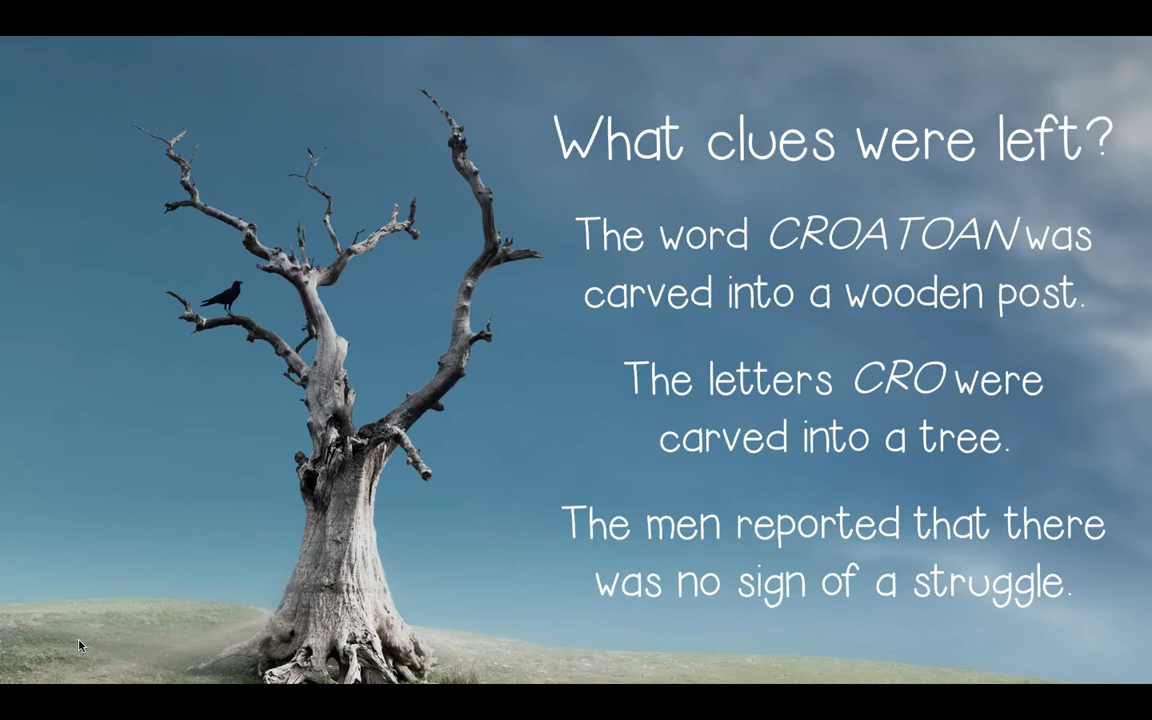 What clues were left?
The word CROATOAN was
carved into a wooden post.
The letters CRO were
carved into a tree.
The men reported that there
was no sign of a struggle.